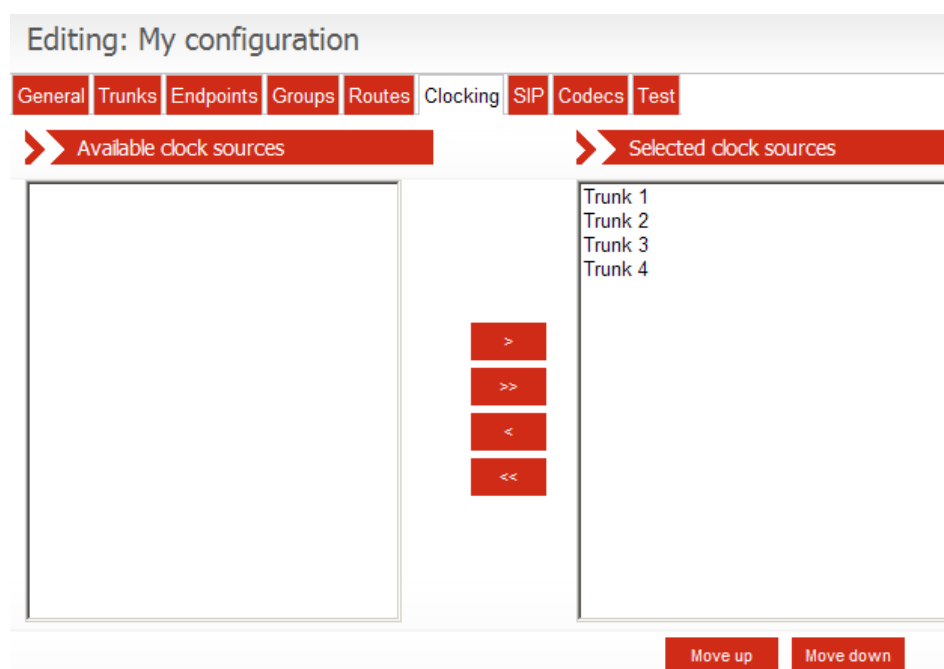 Editing: My configuration
General Trunks Endpoints Groups Routes Clocking SIP Codecs Test
Available clock sources
Selected clock sources
Trunk 1
Trunk 2
Trunk 3
Trunk 4
>
>>
<
<<
Move up Move down